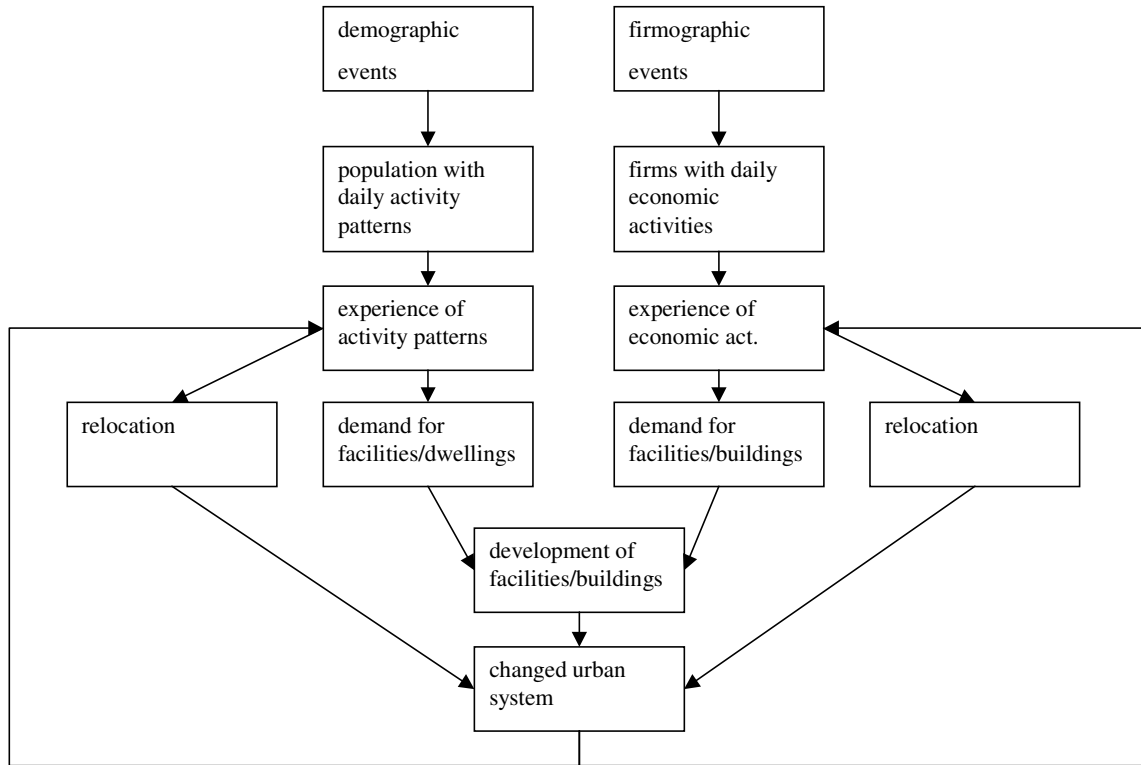 demographic
events
firmographic
events
population with
daily activity
patterns
firms with daily
economic
activities
experience of
activity patterns
experience of
economic act.
relocation
demand for
facilities/dwellings
demand for
facilities/buildings
relocation
development of
facilities/buildings
changed urban
system